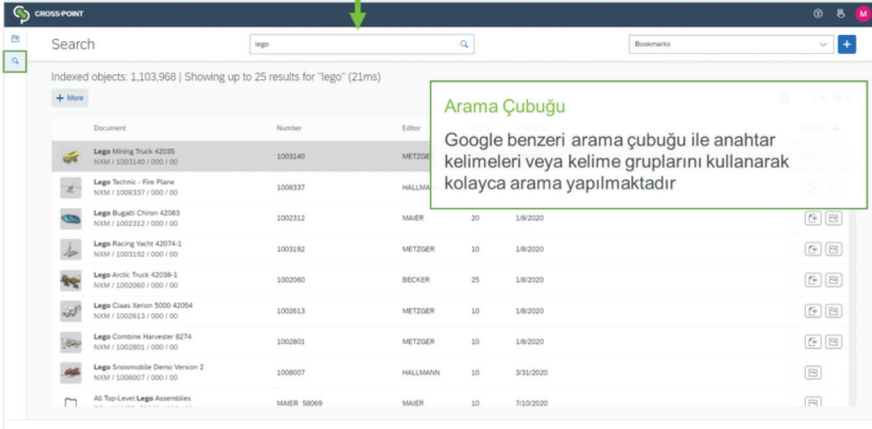 CROSS-POINT
M
Search
lego
Bookmarks
Indexed objects: 1,103,968 | Showing up to 25 results for "lego" (21ms)
+ More
Arama Çubuğu
Google benzeri arama çubuğu ile anahtar
kelimeleri veya kelime gruplarını kullanarak
kolayca arama yapılmaktadır
Document Number Editor
Lego Mining Truck 42035
NXM / 1003140 / 000 / 00
1003140
Lego Technic - Fire Plane
NXM / 1008337 / 000 / 00
1008337
Lego Bugatti Chiron 42083
NXM / 1002312 / 000 / 00
1002312 MAIER 20 1/8/2020
Lego Racing Yacht 42074-1
NXM / 1003192 / 000 / 00
1003192 METZGER 10 1/8/2020
Lego Arctic Truck 42038-1
NXM / 1002060 / 000 / 00
1002060 BECKER 25 1/8/2020
Lego Claas Xerion 5000 42054
NXM / 1002613 / 000 / 00
1002613 METZGER 10 1/8/2020
Lego Combine Harvester 8274
NXM / 1002801 / 000 / 00
1002801 METZGER 10 1/8/2020
Lego Snowmobile Demo Version 2
NXM / 1008007 / 000 / 00
1008007 HALLMANN 10 3/31/2020
All Top-Level Lego Assemblies
MAIER 58069 MAIER 10 7/10/2020